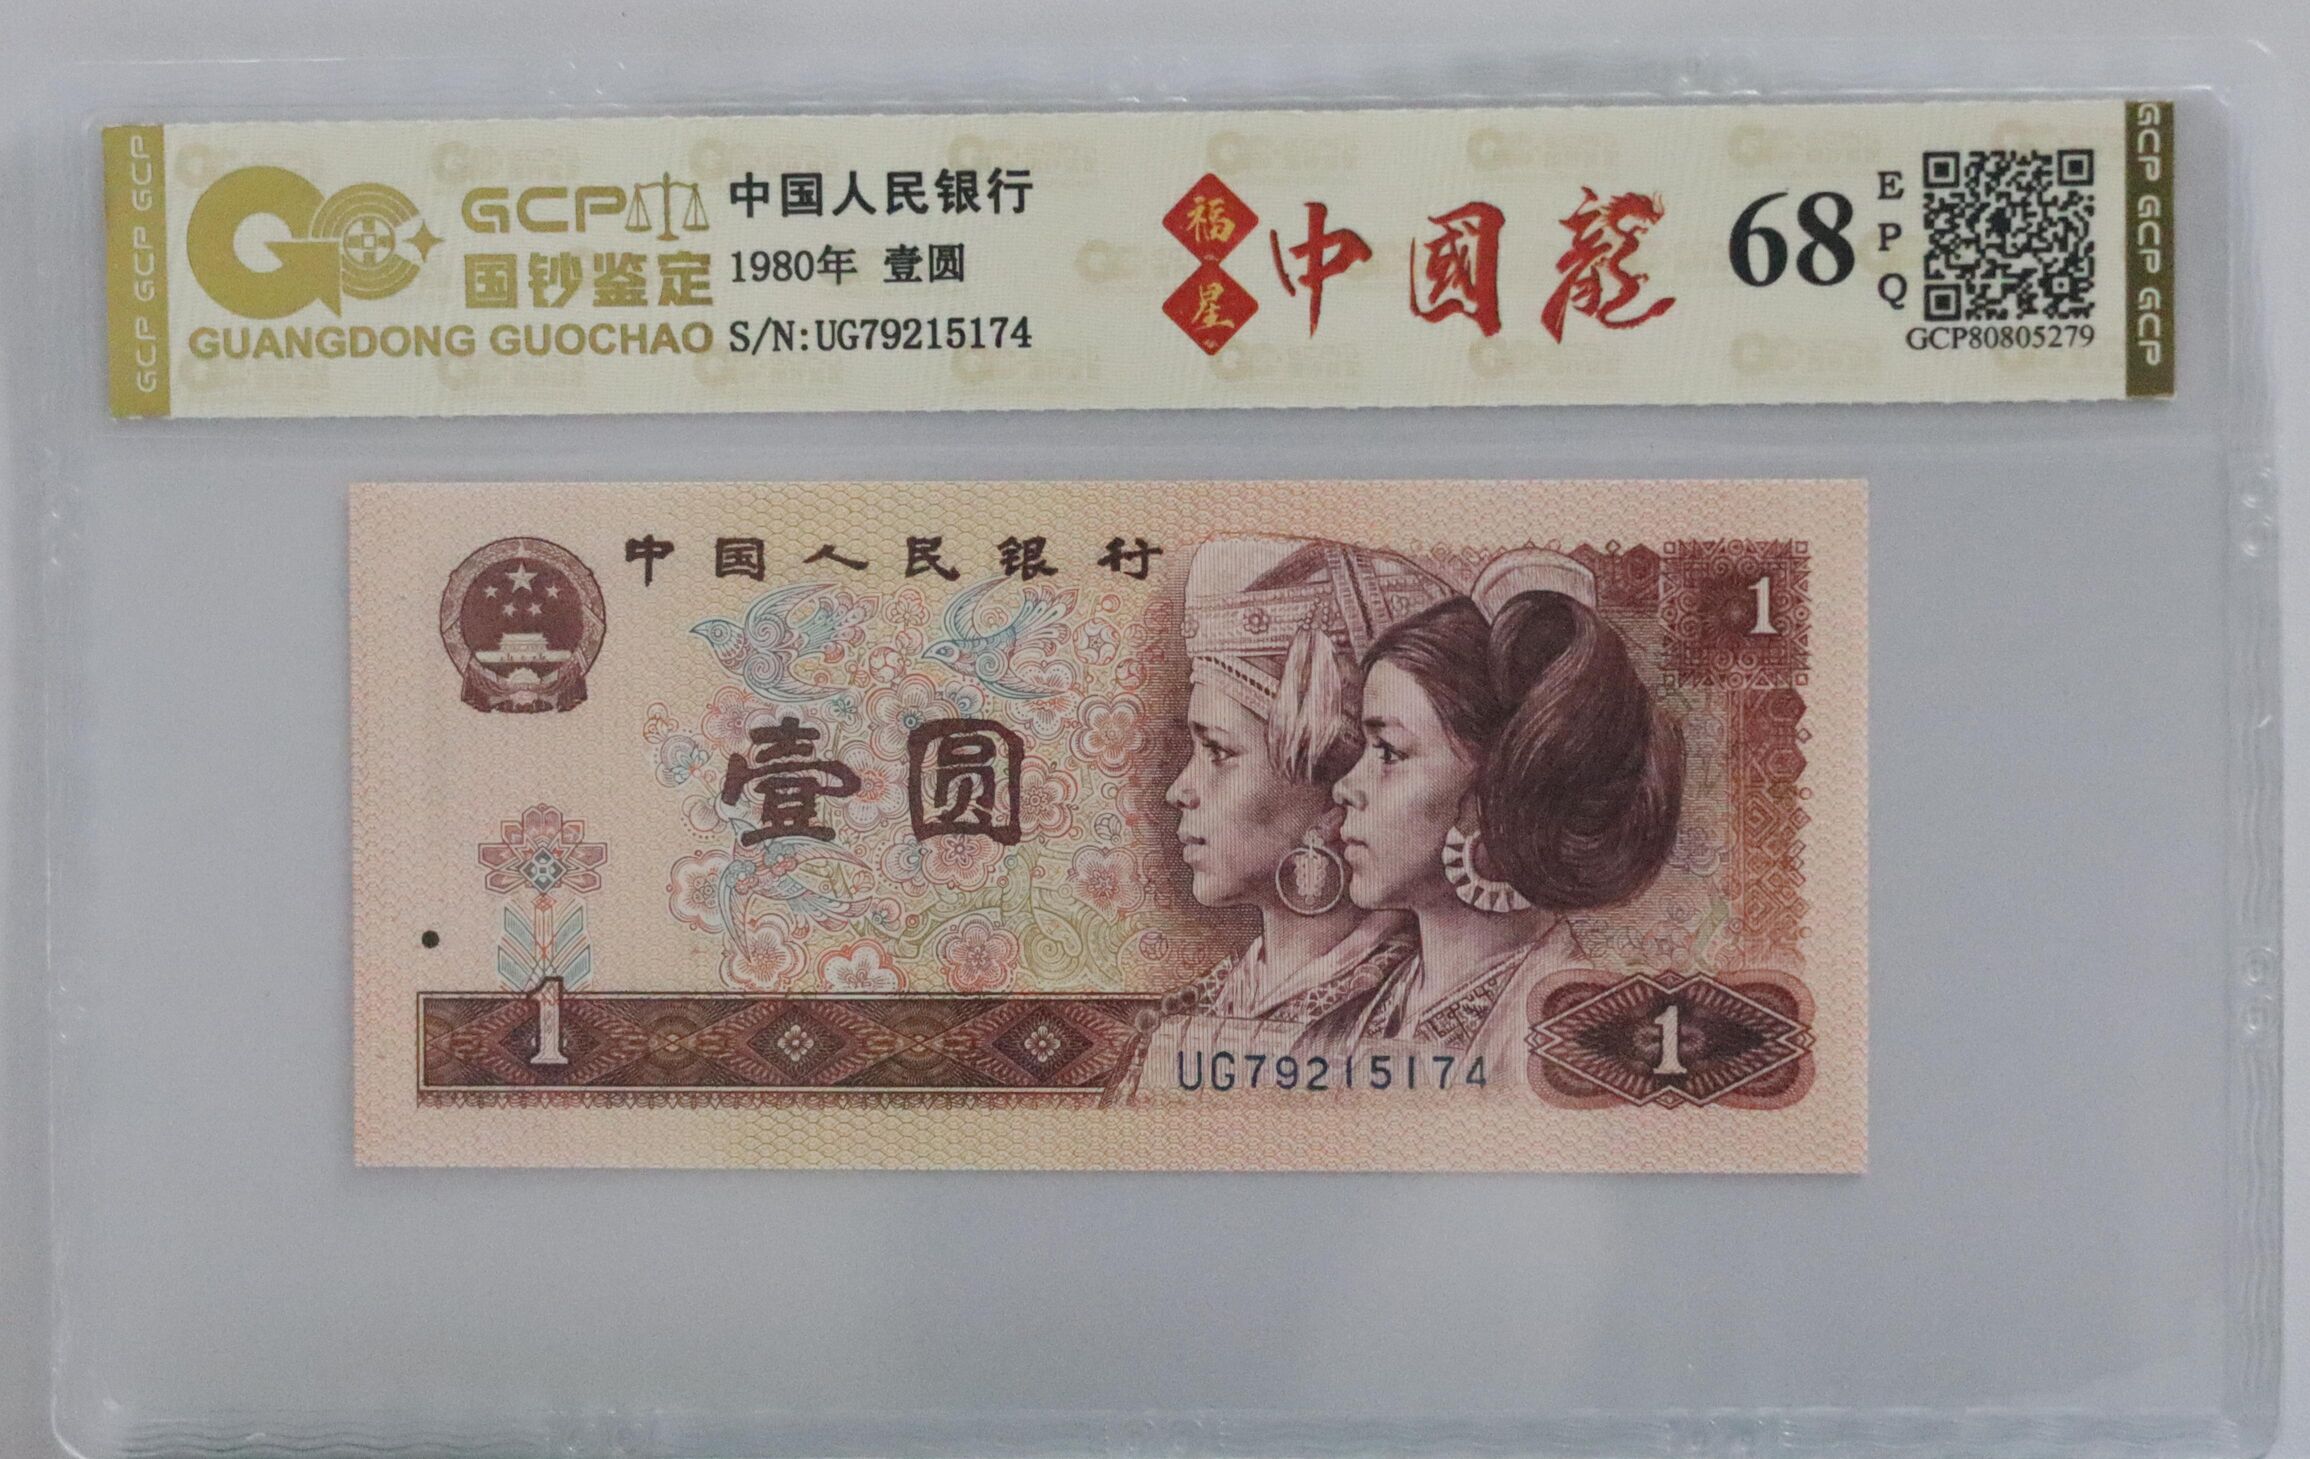 GCP GCP GCP
GCP
国钞鉴定
GUANGDONG GUOCHAO
中国人民银行
1980年 壹圆
S/N:UG79215174
福星
中國龍
68
EPQ
GCP80805279
GCP GCP GCP
中国人民银行
1
壹圆
1
1
UG79215174